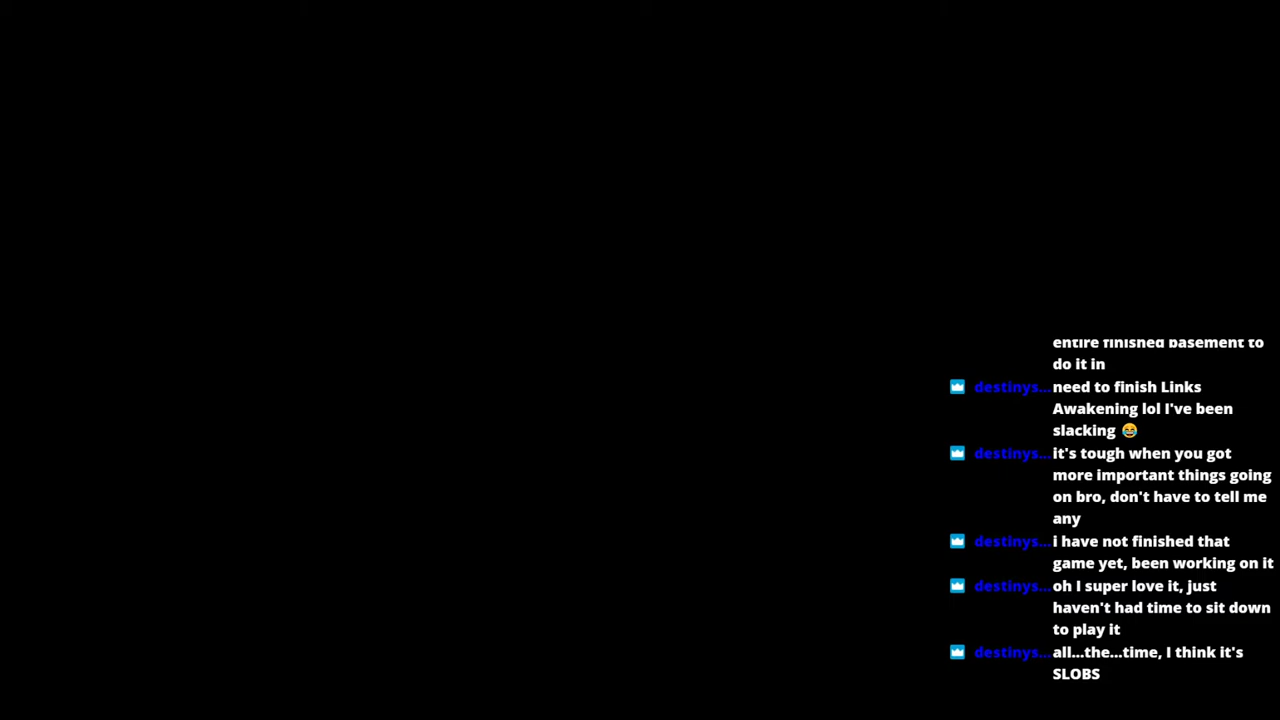 entire finished basement to
do it in
destinys... need to finish Links
Awakening lol I've been
slacking 😂
destinys... it's tough when you got
more important things going
on bro, don't have to tell me
any
destinys... i have not finished that
game yet, been working on it
destinys... oh I super love it, just
haven't had time to sit down
to play it
destinys... all...the...time, I think it's
SLOBS